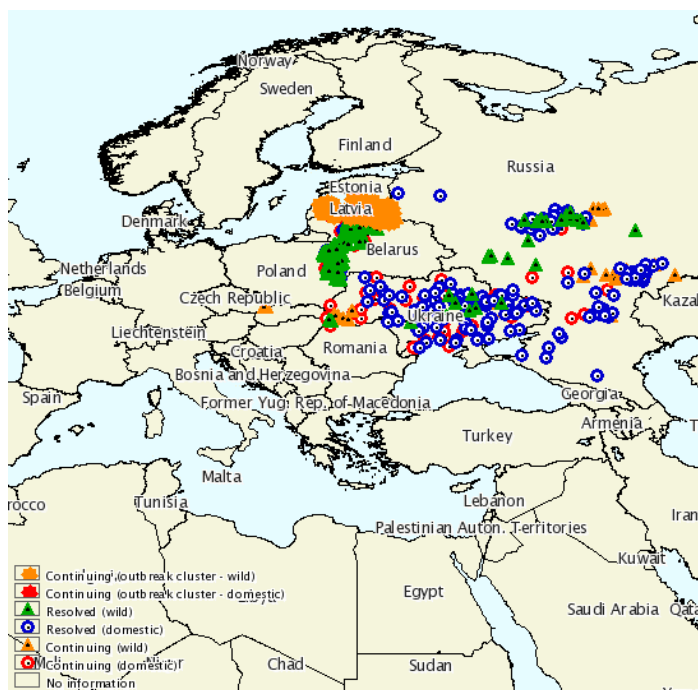 Norway
Sweden
Finland
Russia
Estonia
Latvia
Denmark
Belarus
Netherlands
Poland
Belgium
Czech Republic
Kazak
Ukraine
Liechtenstein
Croatia
Romania
Bosnia and Herzegovina
Spain
Former Yug. Rep. of Macedonia
Georgia
Armenia
Turkey
Malta
Tunisia
Lebanon
rocco
Iran
Palestinian Auton. Territories
Kuwait
Egypt
Saudi Arabia
Qata
Chad
Sudan
Continuing (outbreak cluster - wild)
Continuing (outbreak cluster - domestic)
Resolved (wild)
Resolved (domestic)
Continuing (wild)
Continuing (domestic)
No information